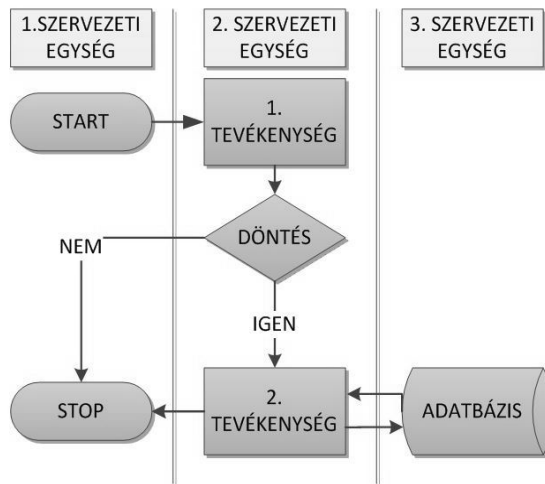 1.SZERVEZETI
EGYSÉG
2. SZERVEZETI
EGYSÉG
3. SZERVEZETI
EGYSÉG
START
1.
TEVÉKENYSÉG
DÖNTÉS
NEM
IGEN
STOP
2.
TEVÉKENYSÉG
ADATBÁZIS